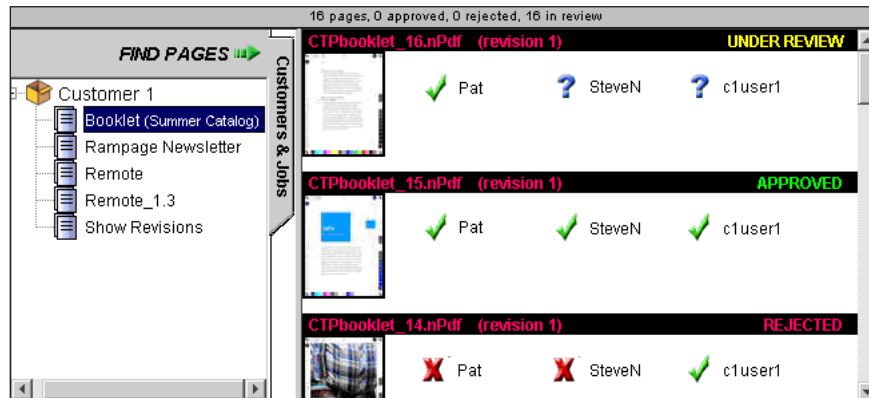 16 pages, 0 approved, 0 rejected, 16 in review
FIND PAGES
Customers & Jobs
Customer 1
Booklet (Summer Catalog)
Rampage Newsletter
Remote
Remote_1.3
Show Revisions
CTPbooklet_16.nPdf (revision 1) UNDER REVIEW
Pat SteveN c1user1
CTPbooklet_15.nPdf (revision 1) APPROVED
Pat SteveN c1user1
CTPbooklet_14.nPdf (revision 1) REJECTED
Pat SteveN c1user1